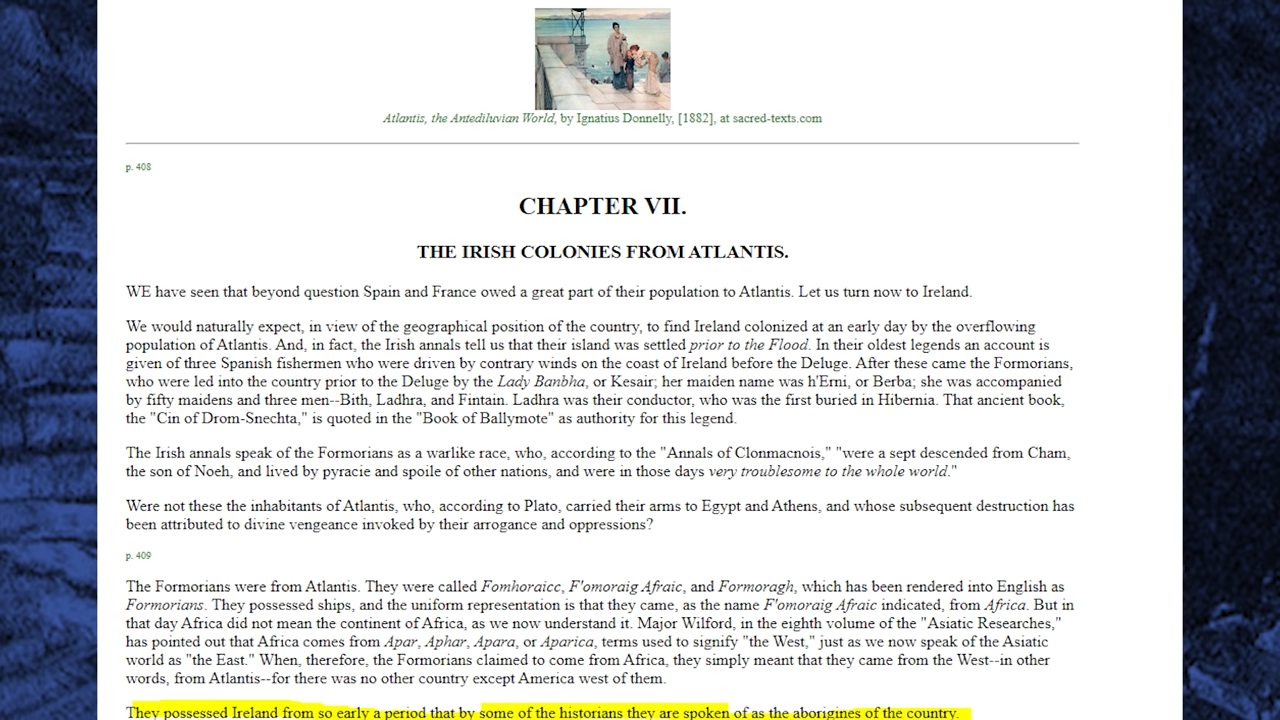 Atlantis, the Antediluvian World, by Ignatius Donnelly, [1882], at sacred-texts.com
p. 408
CHAPTER VII.
THE IRISH COLONIES FROM ATLANTIS.
WE have seen that beyond question Spain and France owed a great part of their population to Atlantis. Let us turn now to Ireland.
We would naturally expect, in view of the geographical position of the country, to find Ireland colonized at an early day by the overflowing
population of Atlantis. And, in fact, the Irish annals tell us that their island was settled prior to the Flood. In their oldest legends an account is
given of three Spanish fishermen who were driven by contrary winds on the coast of Ireland before the Deluge. After these came the Formorians,
who were led into the country prior to the Deluge by the Lady Banbha, or Kesair; her maiden name was h'Erni, or Berba; she was accompanied
by fifty maidens and three men--Bith, Ladhra, and Fintain. Ladhra was their conductor, who was the first buried in Hibernia. That ancient book,
the "Cin of Drom-Snechta," is quoted in the "Book of Ballymote" as authority for this legend.
The Irish annals speak of the Formorians as a warlike race, who, according to the "Annals of Clonmacnois," "were a sept descended from Cham,
the son of Noeh, and lived by pyracie and spoile of other nations, and were in those days very troublesome to the whole world."
Were not these the inhabitants of Atlantis, who, according to Plato, carried their arms to Egypt and Athens, and whose subsequent destruction has
been attributed to divine vengeance invoked by their arrogance and oppressions?
p. 409
The Formorians were from Atlantis. They were called Fomhoraicc, F'omoraig Afraic, and Formoragh, which has been rendered into English as
Formorians. They possessed ships, and the uniform representation is that they came, as the name F'omoraig Afraic indicated, from Africa. But in
that day Africa did not mean the continent of Africa, as we now understand it. Major Wilford, in the eighth volume of the "Asiatic Researches,"
has pointed out that Africa comes from Apar, Aphar, Apara, or Aparica, terms used to signify "the West," just as we now speak of the Asiatic
world as "the East." When, therefore, the Formorians claimed to come from Africa, they simply meant that they came from the West--in other
words, from Atlantis--for there was no other country except America west of them.
They possessed Ireland from so early a period that by some of the historians they are spoken of as the aborigines of the country.